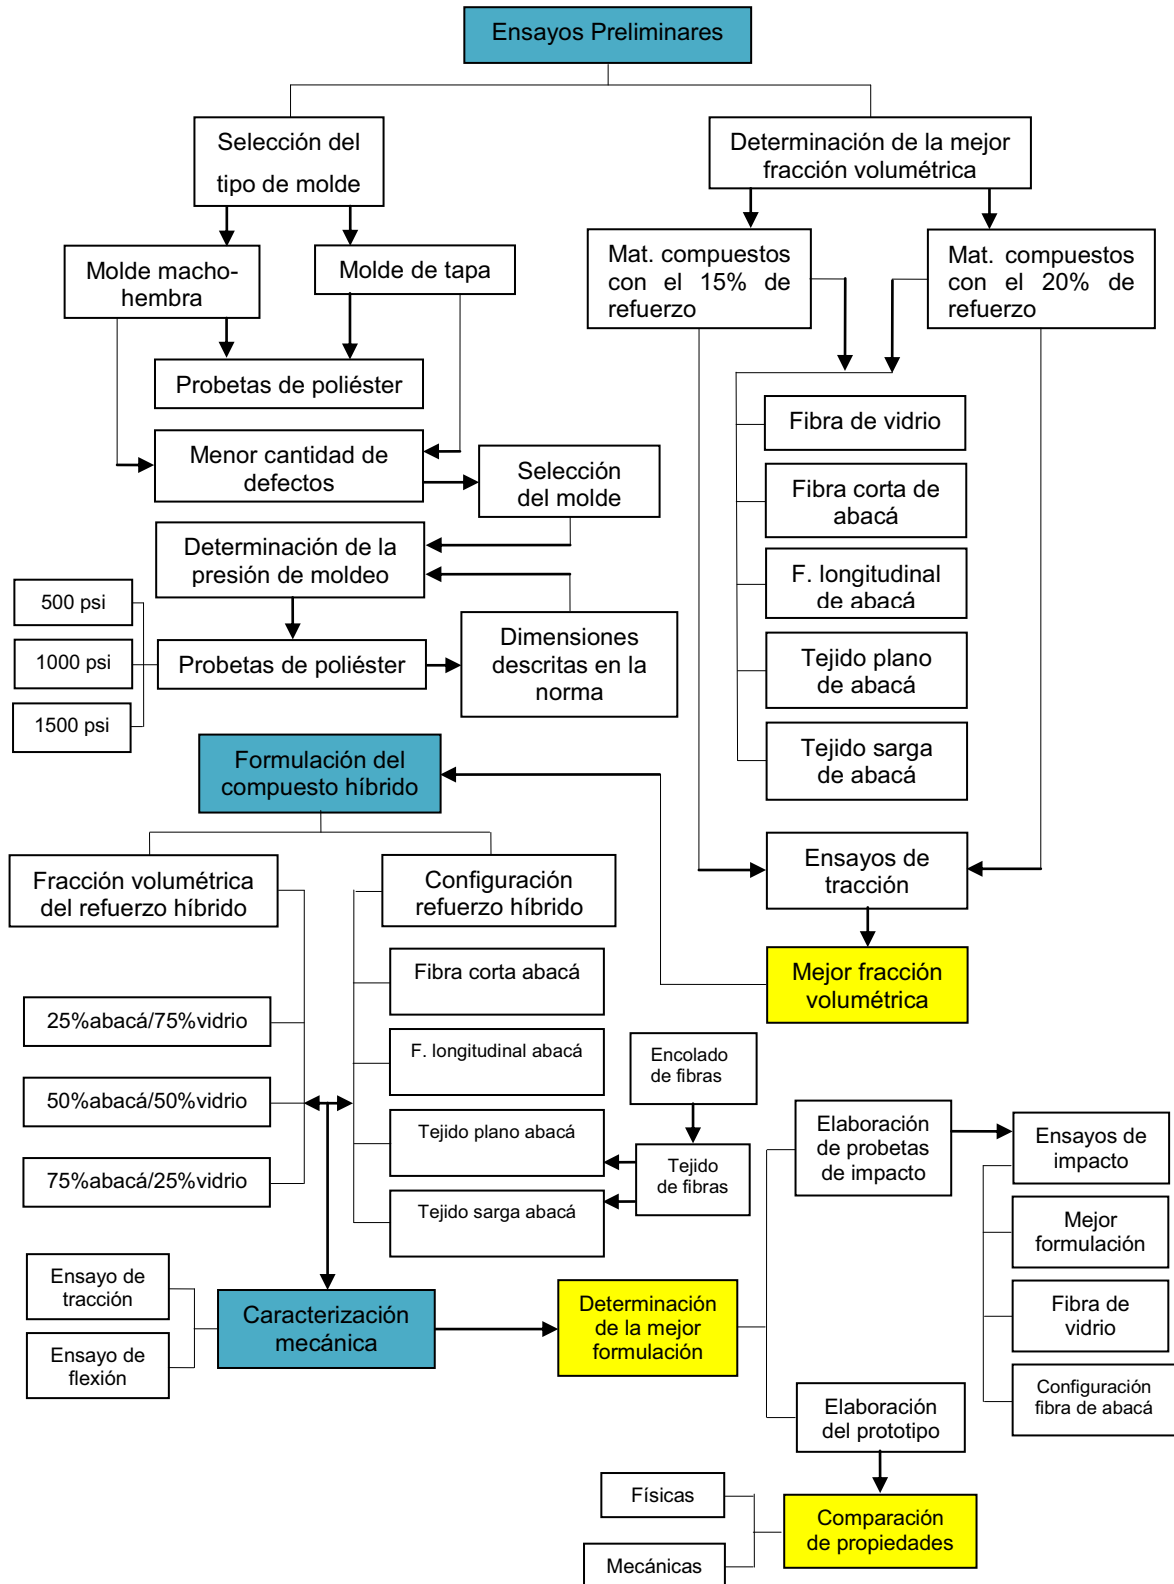 Ensayos Preliminares
Selección del
tipo de molde
Determinación de la mejor
fracción volumétrica
Molde macho-
hembra
Molde de tapa
Mat. compuestos
con el 15% de
refuerzo
Mat. compuestos
con el 20% de
refuerzo
Probetas de poliéster
Menor cantidad de
defectos
Selección
del molde
Fibra de vidrio
Fibra corta de
abacá
Determinación de la
presión de moldeo
F. longitudinal
de abacá
500 psi
1000 psi
1500 psi
Probetas de poliéster
Dimensiones
descritas en la
norma
Tejido plano
de abacá
Tejido sarga
de abacá
Formulación del
compuesto híbrido
Ensayos de
tracción
Fracción volumétrica
del refuerzo híbrido
Configuración
refuerzo híbrido
Mejor fracción
volumétrica
Fibra corta abacá
25%abacá/75%vidrio
F. longitudinal abacá
Encolado
de fibras
50%abacá/50%vidrio
Tejido plano abacá
Tejido
de fibras
75%abacá/25%vidrio
Tejido sarga abacá
Elaboración
de probetas
de impacto
Ensayos de
impacto
Mejor
formulación
Fibra de
vidrio
Configuración
fibra de abacá
Ensayo de
tracción
Ensayo de
flexión
Caracterización
mecánica
Determinación
de la mejor
formulación
Elaboración
del prototipo
Físicas
Mecánicas
Comparación
de propiedades